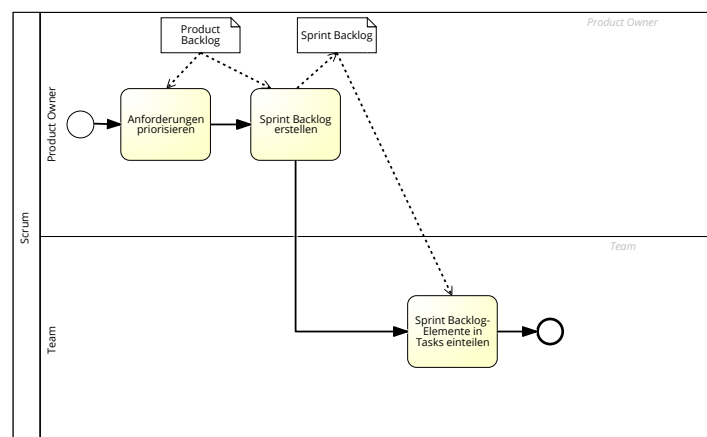 Product Owner
Product
Backlog
Sprint Backlog
Anforderungen
priorisieren
Sprint Backlog
erstellen
Product Owner
Scrum
Team
Sprint Backlog-
Elemente in
Tasks einteilen
Team